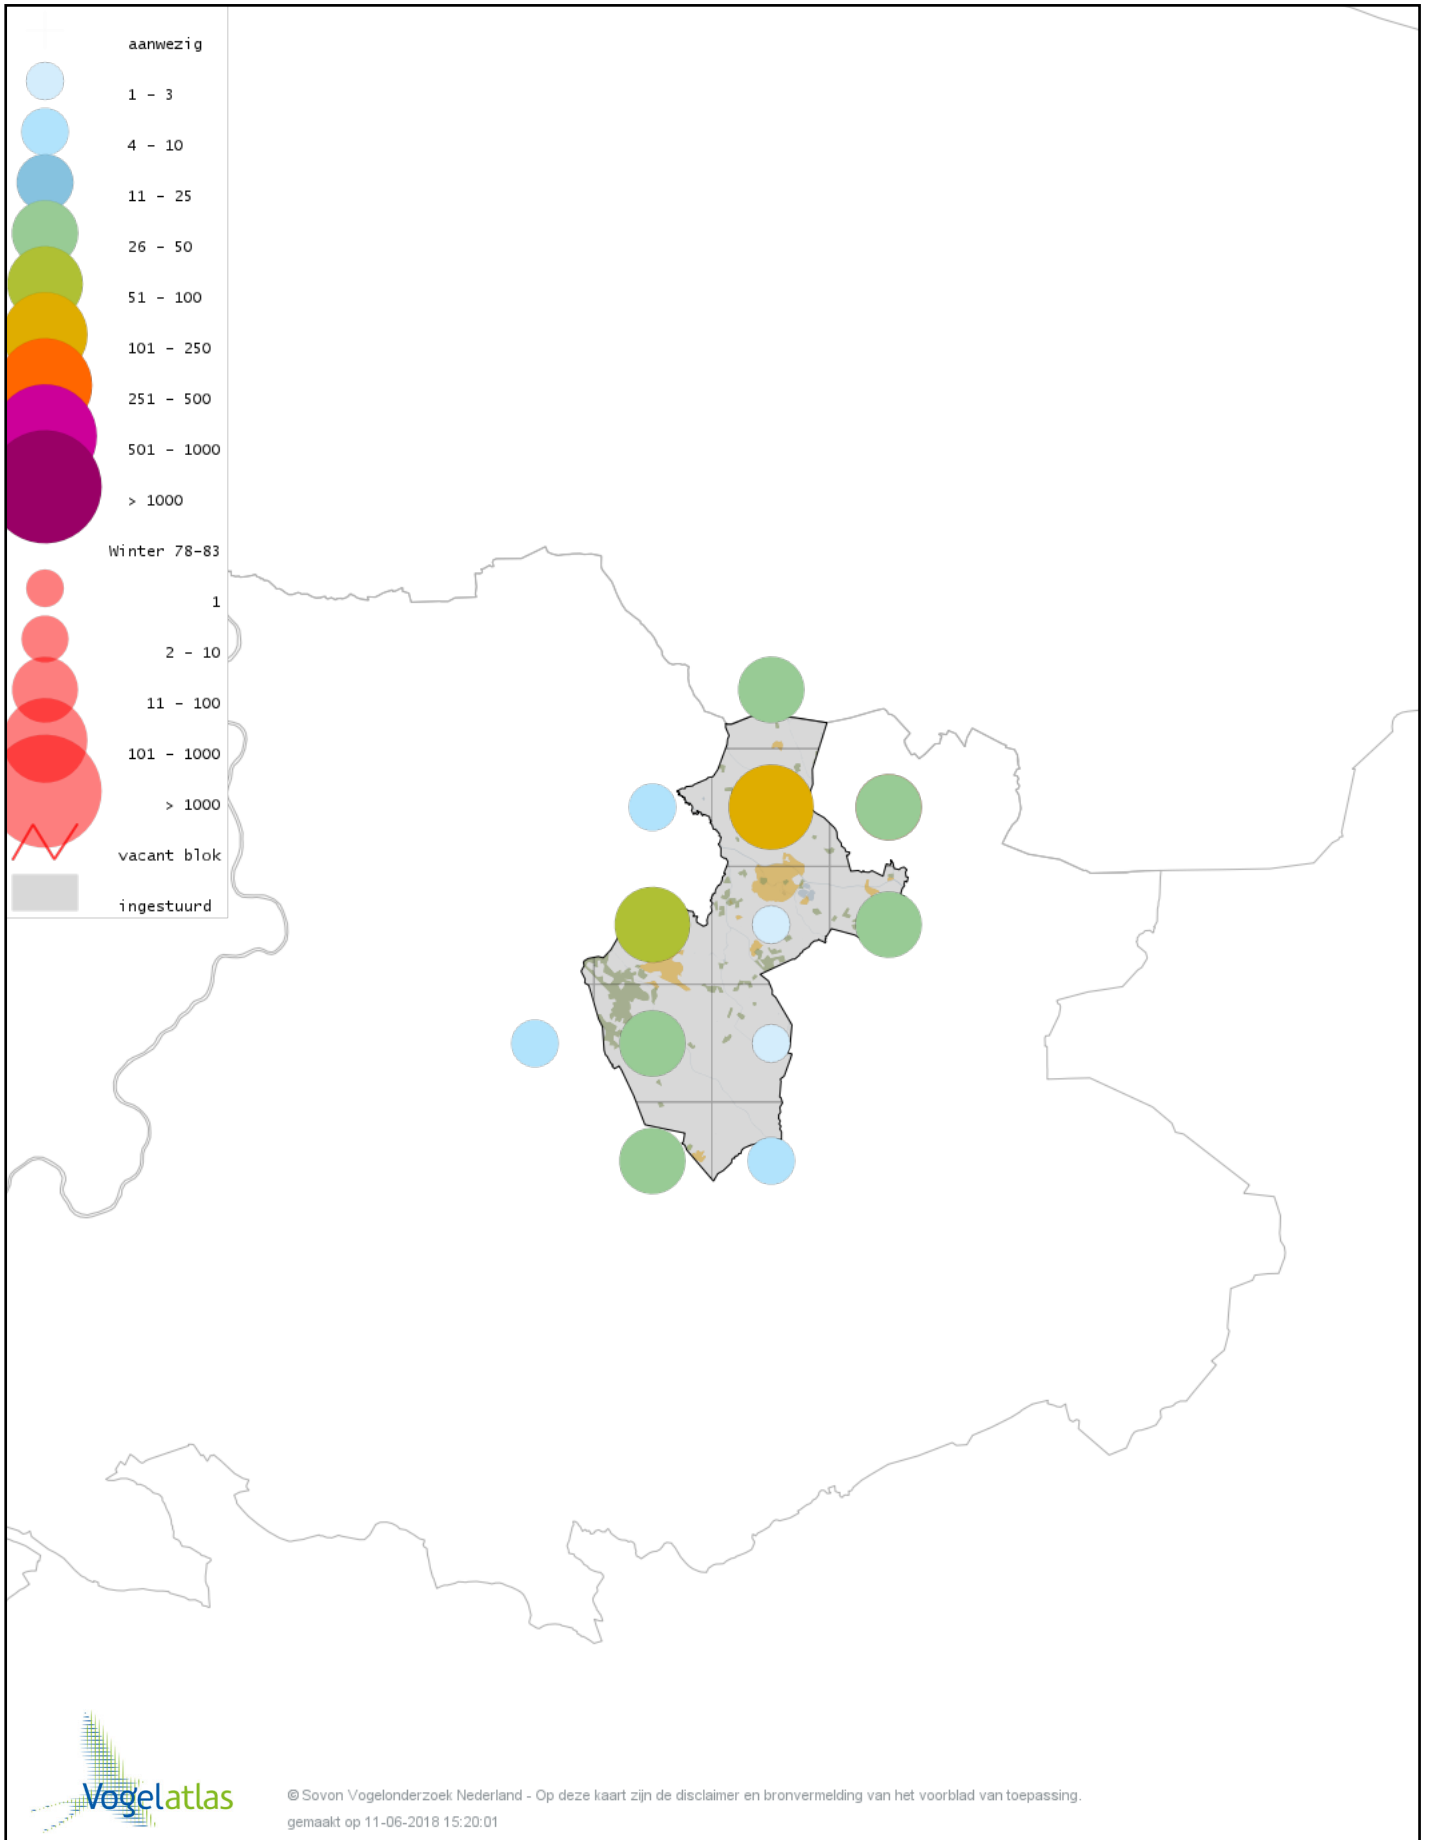 aanwezig
1 - 3
4 - 10
11 - 25
26 - 50
51 - 100
101 - 250
251 - 500
501 - 1000
> 1000
Winter 78-83
1
2 - 10
11 - 100
101 - 1000
> 1000
vacant blok
ingestuurd
Vogelatlas
© Sovon Vogelonderzoek Nederland - Op deze kaart zijn de disclaimer en bronvermelding van het voorblad van toepassing.
gemaakt op 11-06-2018 15:20:01